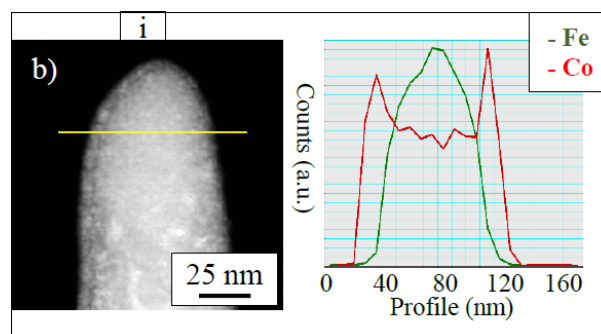 i
b)
25 nm
- Fe
- Co
Counts (a.u.)
0 40 80 120 160
Profile (nm)